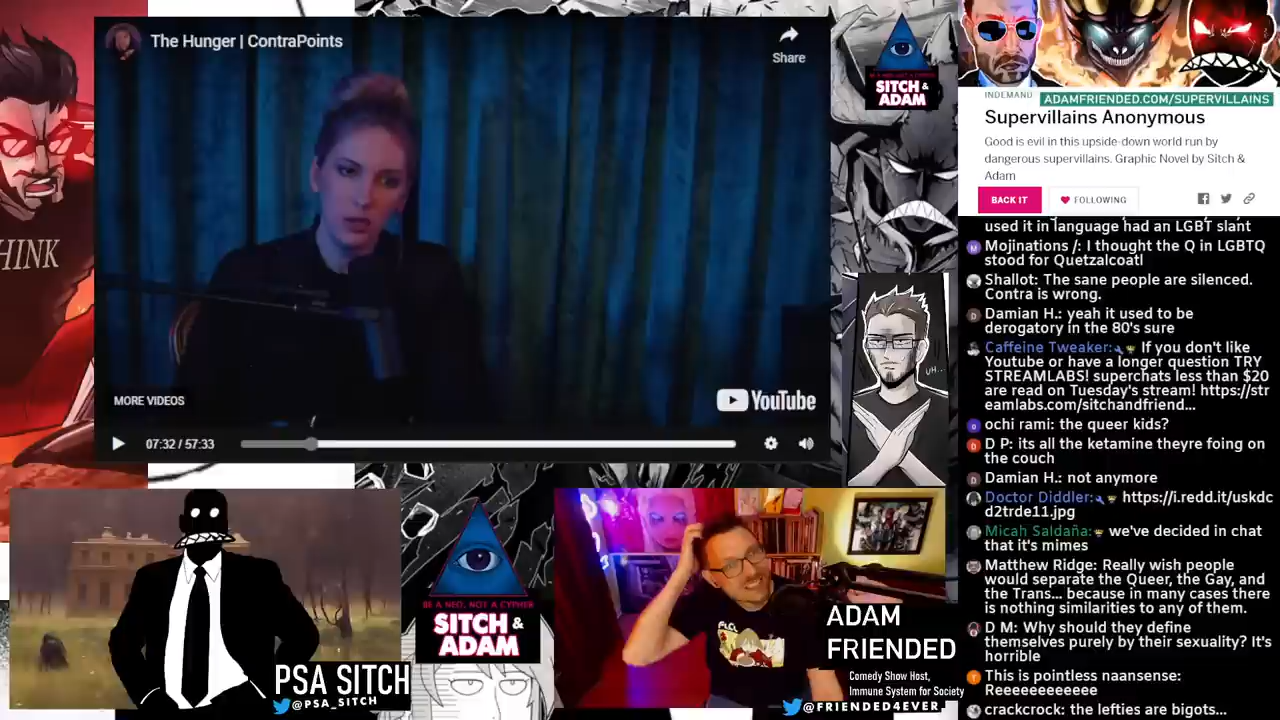 The Hunger | ContraPoints
Share
MORE VIDEOS
YouTube
07:32 / 57:33
HINK
BE A NEO, NOT A CYPHER
SITCH &
ADAM
UH...
INDEMAND
ADAMFRIENDED.COM/SUPERVILLAINS
Supervillains Anonymous
Good is evil in this upside-down world run by
dangerous supervillains. Graphic Novel by Sitch &
Adam
BACK IT
FOLLOWING
used it in language had an LGBT slant
Mojinations /: I thought the Q in LGBTQ
stood for Quetzalcoatl
Shallot: The sane people are silenced.
Contra is wrong.
Damian H.: yeah it used to be
derogatory in the 80's sure
Caffeine Tweaker: If you don't like
Youtube or have a longer question TRY
STREAMLABS! superchats less than $20
are read on Tuesday's stream! https://str
eamlabs.com/sitchandfriend...
ochi rami: the queer kids?
D P: its all the ketamine theyre foing on
the couch
Damian H.: not anymore
Doctor Diddler: https://i.redd.it/uskdc
d2trde11.jpg
Micah Saldaña: we've decided in chat
that it's mimes
Matthew Ridge: Really wish people
would separate the Queer, the Gay, and
the Trans... because in many cases there
is nothing similarities to any of them.
D M: Why should they define
themselves purely by their sexuality? It's
horrible
This is pointless naansense:
Reeeeeeeeeee
crackcrock: the lefties are bigots...
PSA SITCH
@PSA_SITCH
BE A NEO, NOT A CYPHER
SITCH &
ADAM
FLCL
ADAM
FRIENDED
Comedy Show Host,
Immune System for Society
@FRIENDED4EVER